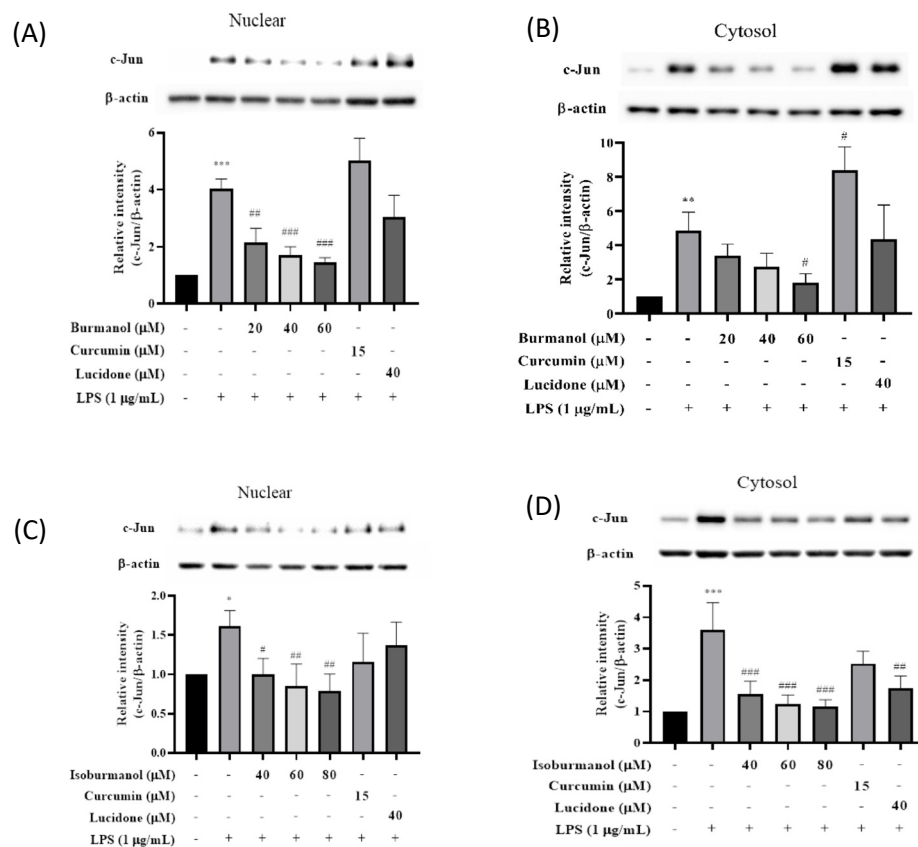 (A)
Nuclear
c-Jun
β-actin
Relative intensity
(c-Jun/β-actin)
6
4
2
0
***
##
###
###
Burmanol (μM) - - 20 40 60 - -
Curcumin (μM) - - - - - 15 -
Lucidone (μM) - - - - - - 40
LPS (1 μg/mL) - + + + + + +
(B)
Cytosol
c-Jun
β-actin
Relative intensity
(c-Jun/β-actin)
10
8
6
4
2
0
**
#
#
Burmanol (μM) - - 20 40 60 - -
Curcumin (μM) - - - - - 15 -
Lucidone (μM) - - - - - - 40
LPS (1 μg/mL) - + + + + + +
(C)
Nuclear
c-Jun
β-actin
Relative intensity
(c-Jun/β-actin)
2.0
1.5
1.0
0.5
0.0
*
#
##
##
Isoburmanol (μM) - - 40 60 80 - -
Curcumin (μM) - - - - - 15 -
Lucidone (μM) - - - - - - 40
LPS (1 μg/mL) - + + + + + +
(D)
Cytosol
c-Jun
β-actin
Relative intensity
(c-Jun/β-actin)
5
4
3
2
1
0
***
###
###
###
##
Isoburmanol (μM) - - 40 60 80 - -
Curcumin (μM) - - - - - 15 -
Lucidone (μM) - - - - - - 40
LPS (1 μg/mL) - + + + + + +